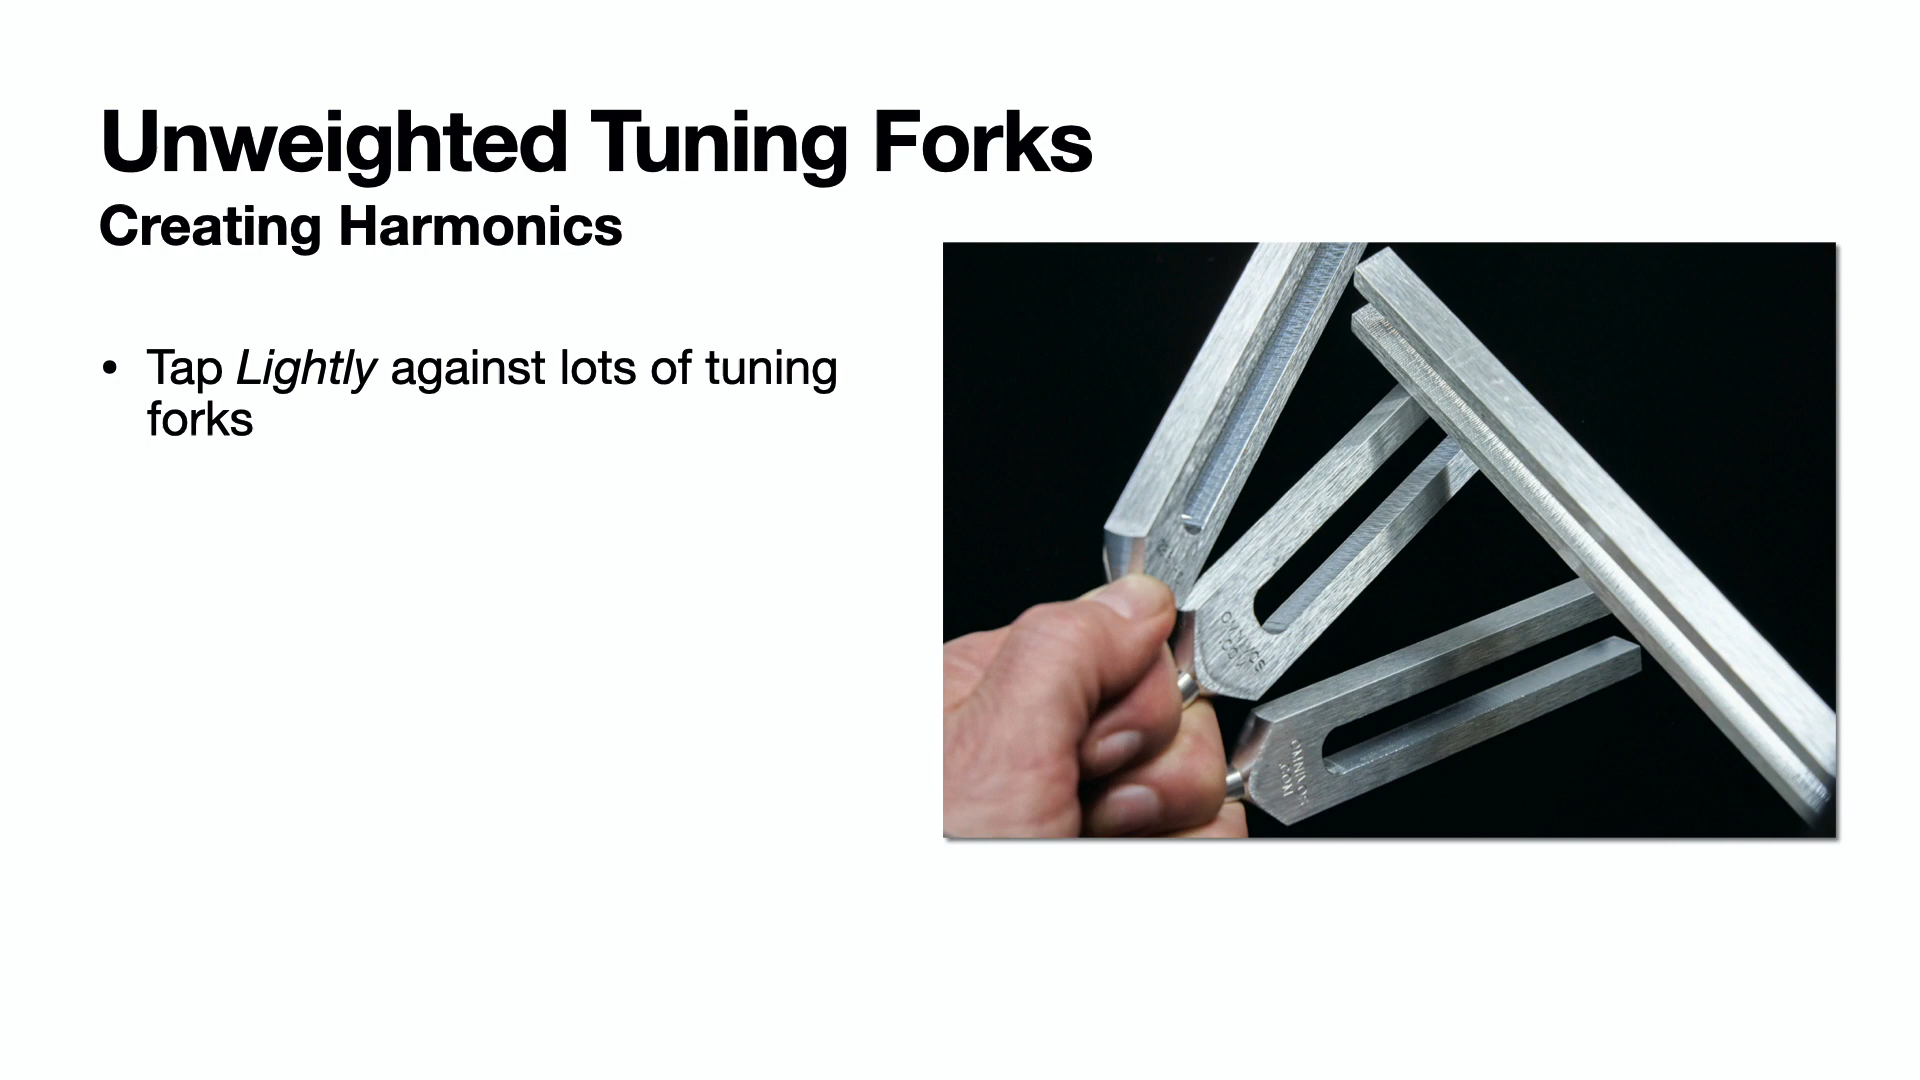 Unweighted Tuning Forks
Creating Harmonics
• Tap Lightly against lots of tuning
forks